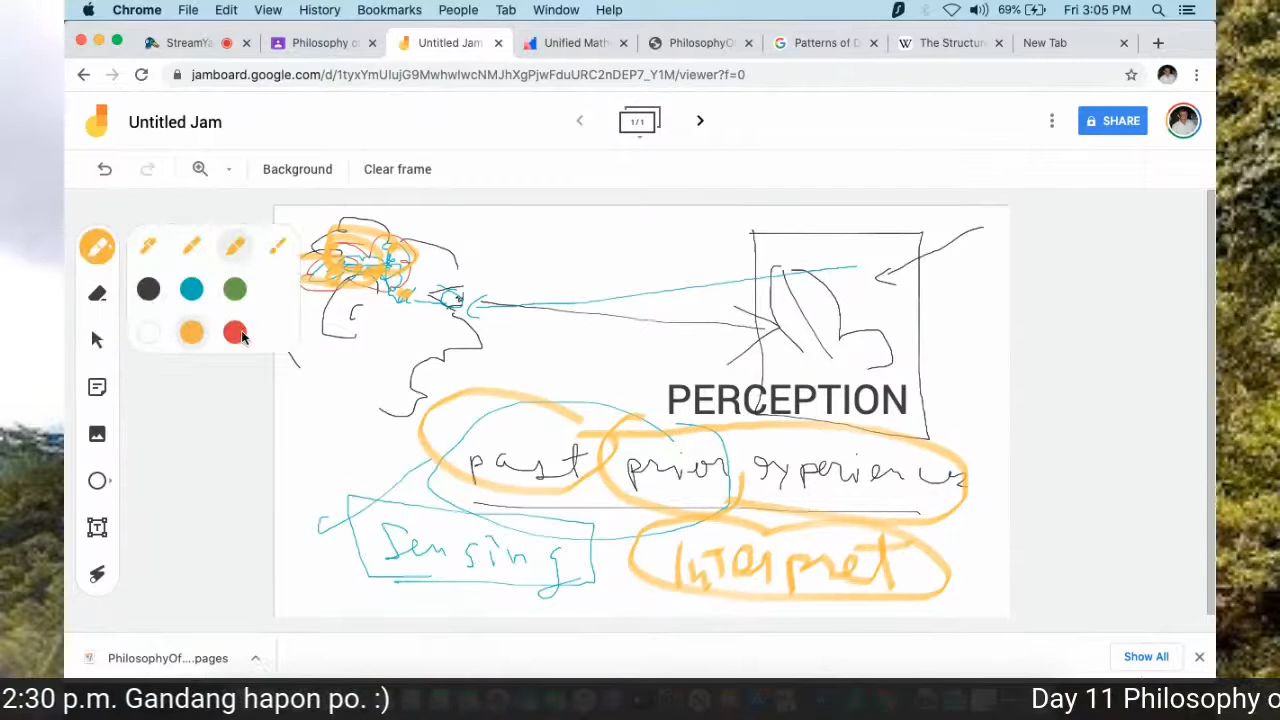 Chrome File Edit View History Bookmarks People Tab Window Help 69% Fri 3:05 PM
StreamYa Philosophy o Untitled Jam Unified Math PhilosophyO Patterns of D The Structur New Tab
jamboard.google.com/d/
Untitled Jam 1/1 SHARE
Background Clear frame
PERCEPTION
past prior experience
Sensing
Interpret
PhilosophyOf....pages Show All
2:30 p.m. Gandang hapon po. :) Day 11 Philosophy o